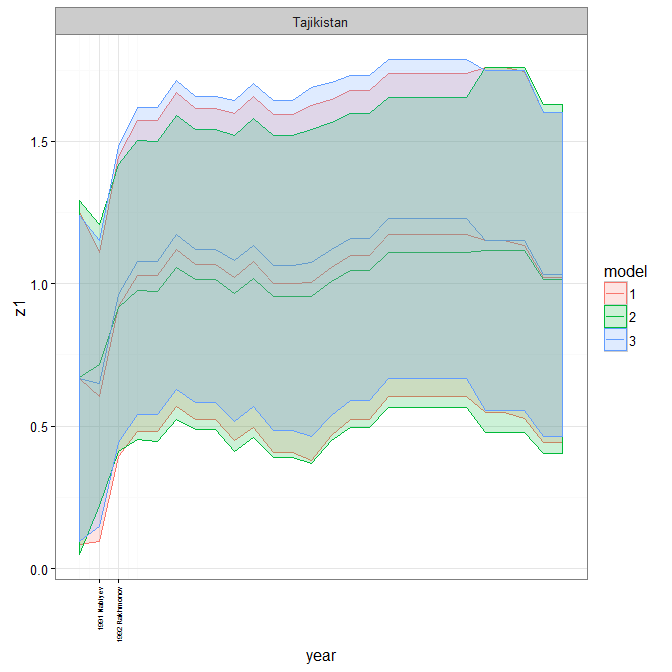 Tajikistan
1.5
1.0
0.5
0.0
z1
1991 Nabiyev
1992 Rakhmonov
year
model
1
2
3